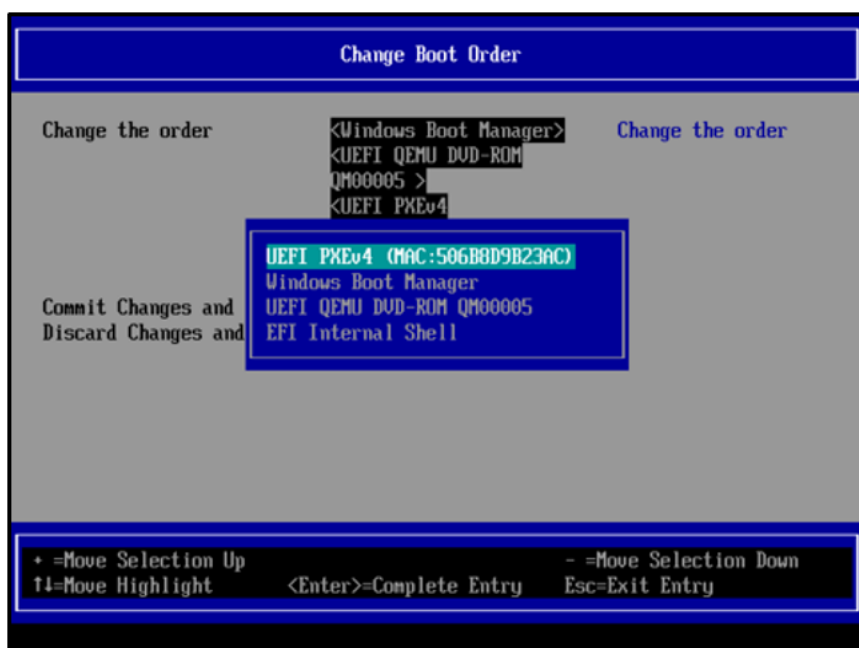 Change Boot Order
Change the order
<Windows Boot Manager>
Change the order
<UEFI QEMU DVD-ROM
QM00005 >
<UEFI PXEv4
UEFI PXEv4 (MAC:506B8D9B23AC)
Windows Boot Manager
UEFI QEMU DVD-ROM QM00005
EFI Internal Shell
Commit Changes and
Discard Changes and
+ =Move Selection Up
- =Move Selection Down
↑↓=Move Highlight
<Enter>=Complete Entry
Esc=Exit Entry